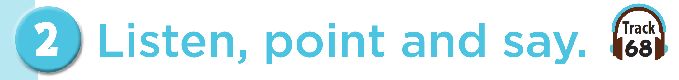 2 Listen, point and say. Track 68